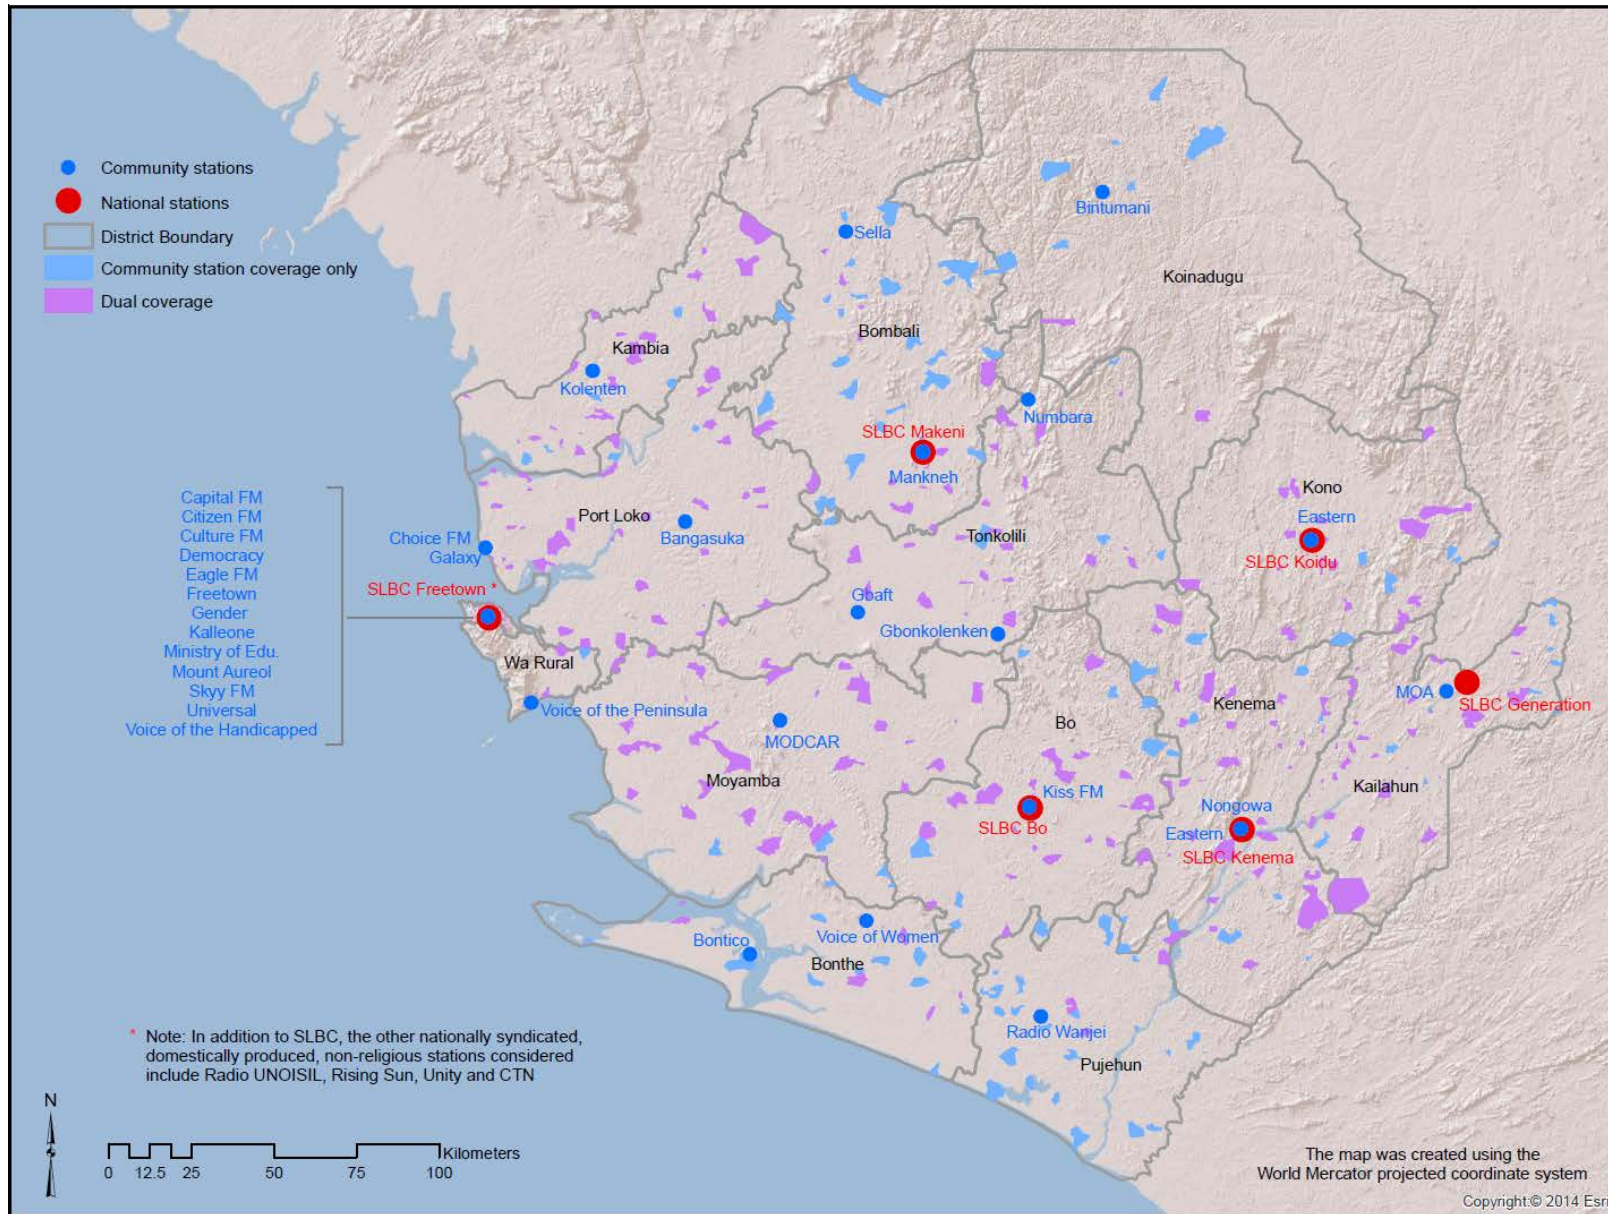 Community stations
National stations
District Boundary
Community station coverage only
Dual coverage
Bintumani
Sella
Koinadugu
Bombali
Kambia
Kolenten
Numbara
SLBC Makeni
Mankneh
Kono
Eastern
SLBC Koidu
Capital FM
Citizen FM
Culture FM
Democracy
Eagle FM
Freetown
Gender
Kalleone
Ministry of Edu.
Mount Aureol
Skyy FM
Universal
Voice of the Handicapped
Port Loko
Bangasuka
Tonkolili
Choice FM
Galaxy
SLBC Freetown *
Gbaft
Gbonkolenken
Wa Rural
Voice of the Peninsula
MOA
SLBC Generation
Kenema
Bo
MODCAR
Moyamba
Kailahun
Kiss FM
SLBC Bo
Nongowa
Eastern
SLBC Kenema
Bontico
Voice of Women
Bonthe
Radio Wanjei
Pujehun
* Note: In addition to SLBC, the other nationally syndicated,
domestically produced, non-religious stations considered
include Radio UNOISIL, Rising Sun, Unity and CTN
N
Kilometers
0 12.5 25 50 75 100
The map was created using the
World Mercator projected coordinate system
Copyright:© 2014 Esri